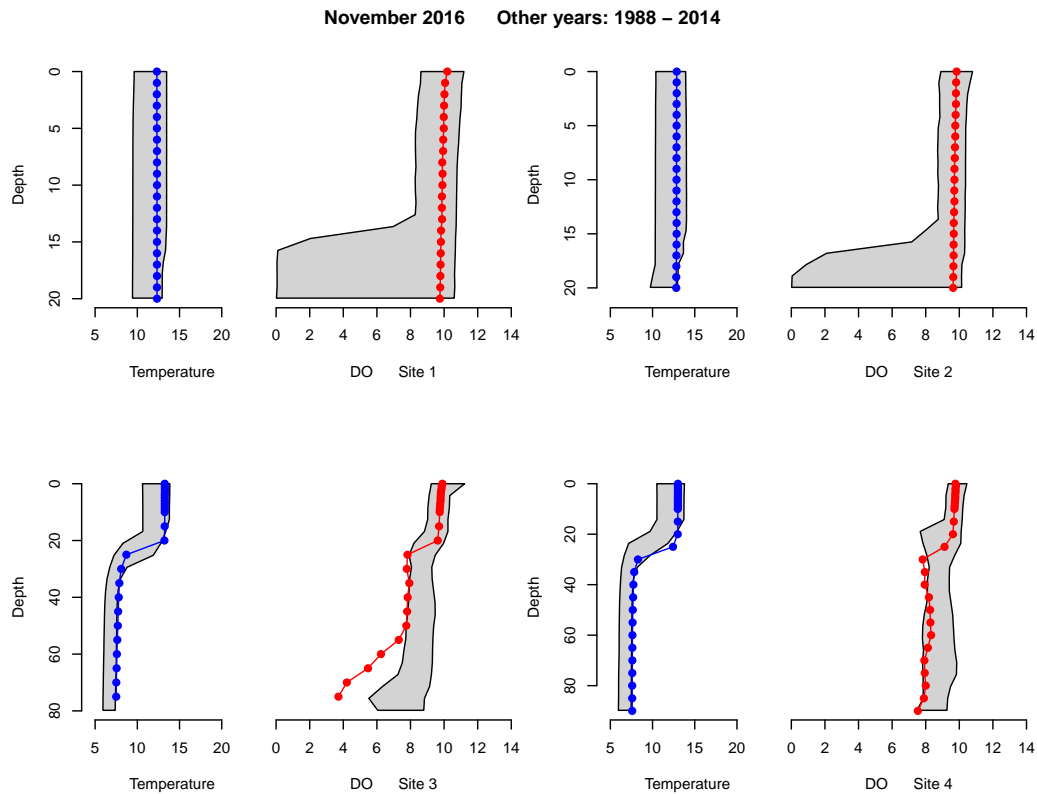 November 2016 Other years: 1988 – 2014
Depth
0
5
10
15
20
5 10 15 20
Temperature
0 2 4 6 8 10 12 14
DO Site 1
Depth
0
5
10
15
20
5 10 15 20
Temperature
0 2 4 6 8 10 12 14
DO Site 2
Depth
0
20
40
60
80
5 10 15 20
Temperature
0 2 4 6 8 10 12 14
DO Site 3
Depth
0
20
40
60
80
5 10 15 20
Temperature
0 2 4 6 8 10 12 14
DO Site 4